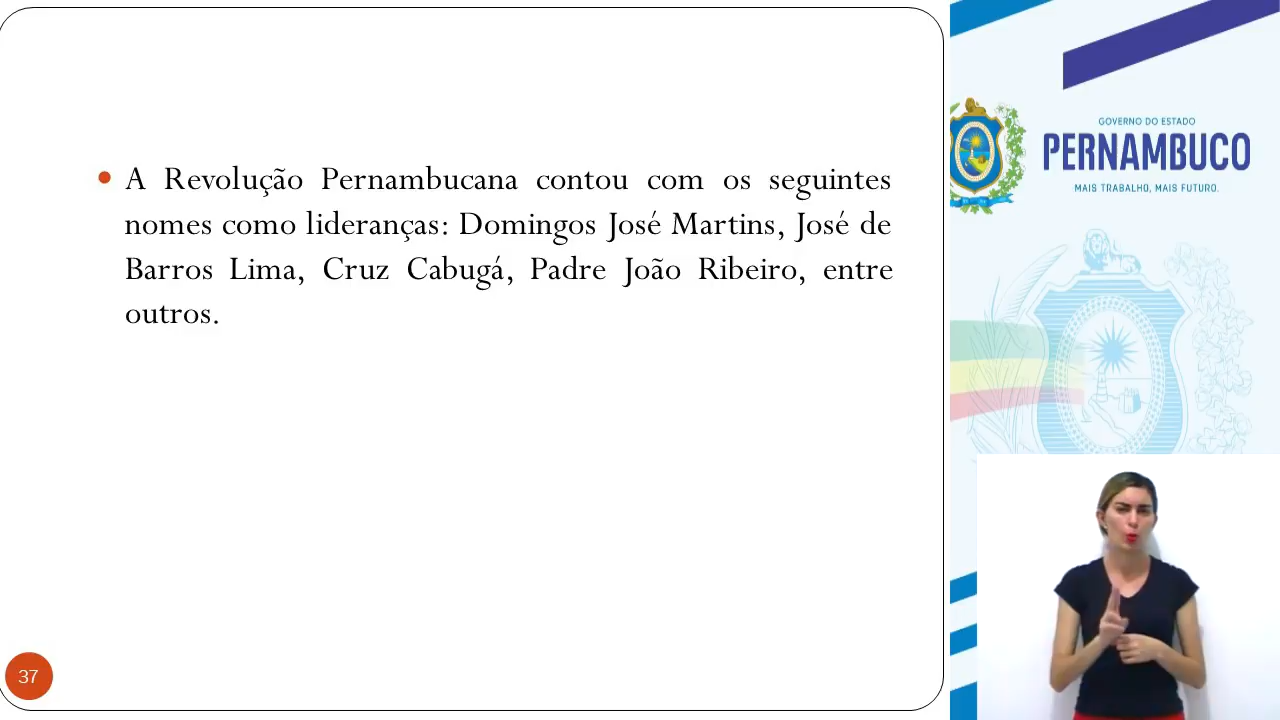 A Revolução Pernambucana contou com os seguintes
nomes como lideranças: Domingos José Martins, José de
Barros Lima, Cruz Cabugá, Padre João Ribeiro, entre
outros.
37
GOVERNO DO ESTADO
PERNAMBUCO
MAIS TRABALHO, MAIS FUTURO.